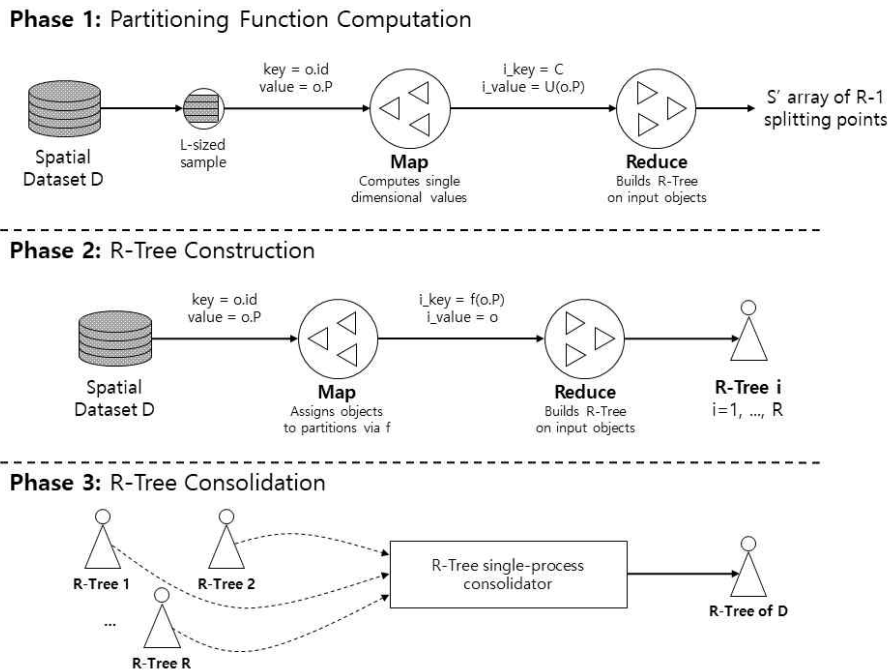 Phase 1: Partitioning Function Computation
key = o.id
value = o.P
i_key = C
i_value = U(o.P)
Spatial
Dataset D
L-sized
sample
Map
Computes single
dimensional values
Reduce
Builds R-Tree
on input objects
S' array of R-1
splitting points
Phase 2: R-Tree Construction
key = o.id
value = o.P
i_key = f(o.P)
i_value = o
Spatial
Dataset D
Map
Assigns objects
to partitions via f
Reduce
Builds R-Tree
on input objects
R-Tree i
i=1, ..., R
Phase 3: R-Tree Consolidation
R-Tree 1
R-Tree 2
...
R-Tree R
R-Tree single-process
consolidator
R-Tree of D